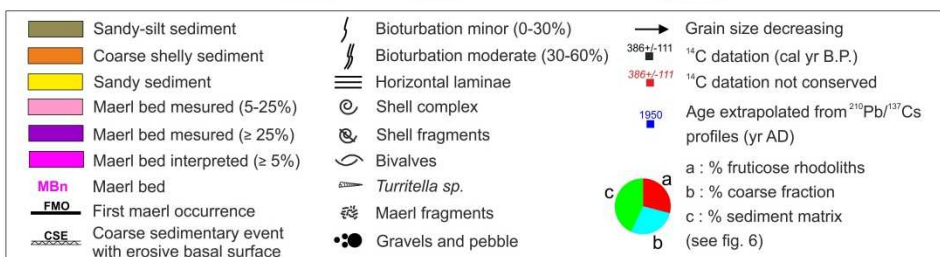 Sandy-silt sediment
Coarse shelly sediment
Sandy sediment
Maerl bed mesured (5-25%)
Maerl bed mesured (≥ 25%)
Maerl bed interpreted (≥ 5%)
MBn Maerl bed
FMO First maerl occurrence
CSE Coarse sedimentary event
with erosive basal surface
Bioturbation minor (0-30%)
Bioturbation moderate (30-60%)
Horizontal laminae
Shell complex
Shell fragments
Bivalves
Turritella sp.
Maerl fragments
Gravels and pebble
Grain size decreasing
386+/-111 ¹⁴C datation (cal yr B.P.)
386+/-111 ¹⁴C datation not conserved
1950 Age extrapolated from ²¹⁰Pb/¹³⁷Cs
profiles (yr AD)
a
c
b
a : % fruticose rhodoliths
b : % coarse fraction
c : % sediment matrix
(see fig. 6)